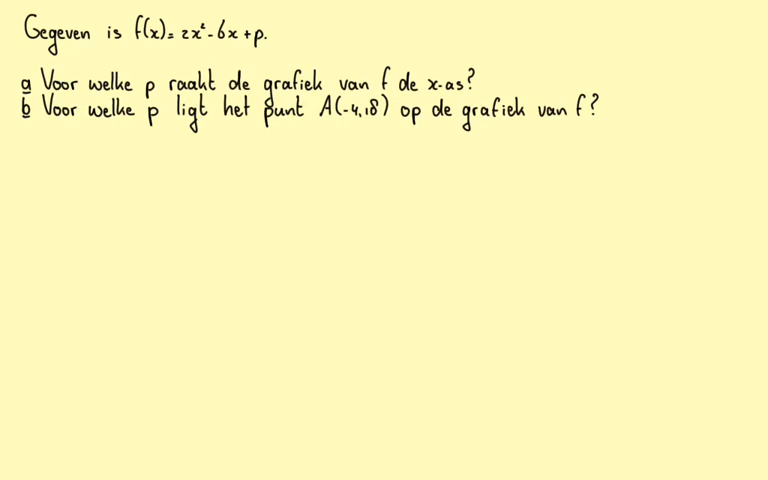 Gegeven is f(x) = 2x² - 6x + p.
a Voor welke p raakt de grafiek van f de x-as?
b Voor welke p ligt het punt A(-4,18) op de grafiek van f?